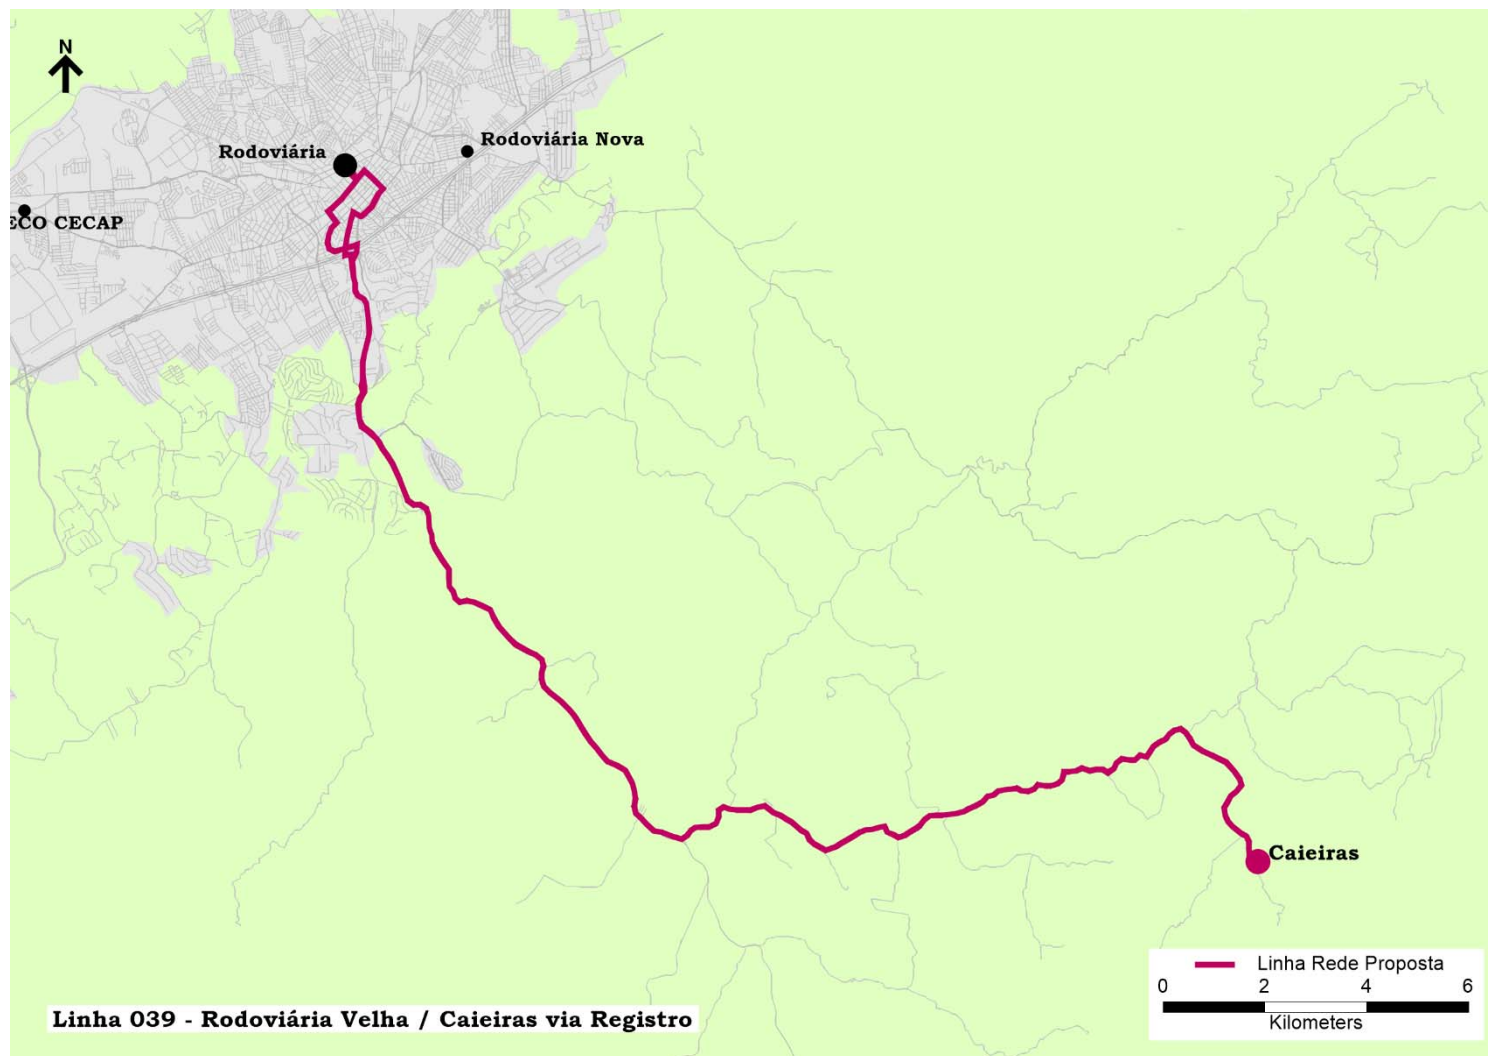 N
Rodoviária Nova
Rodoviária
ECO CECAP
Caieiras
Linha Rede Proposta
0 2 4 6
Kilometers
Linha 039 - Rodoviária Velha / Caieiras via Registro